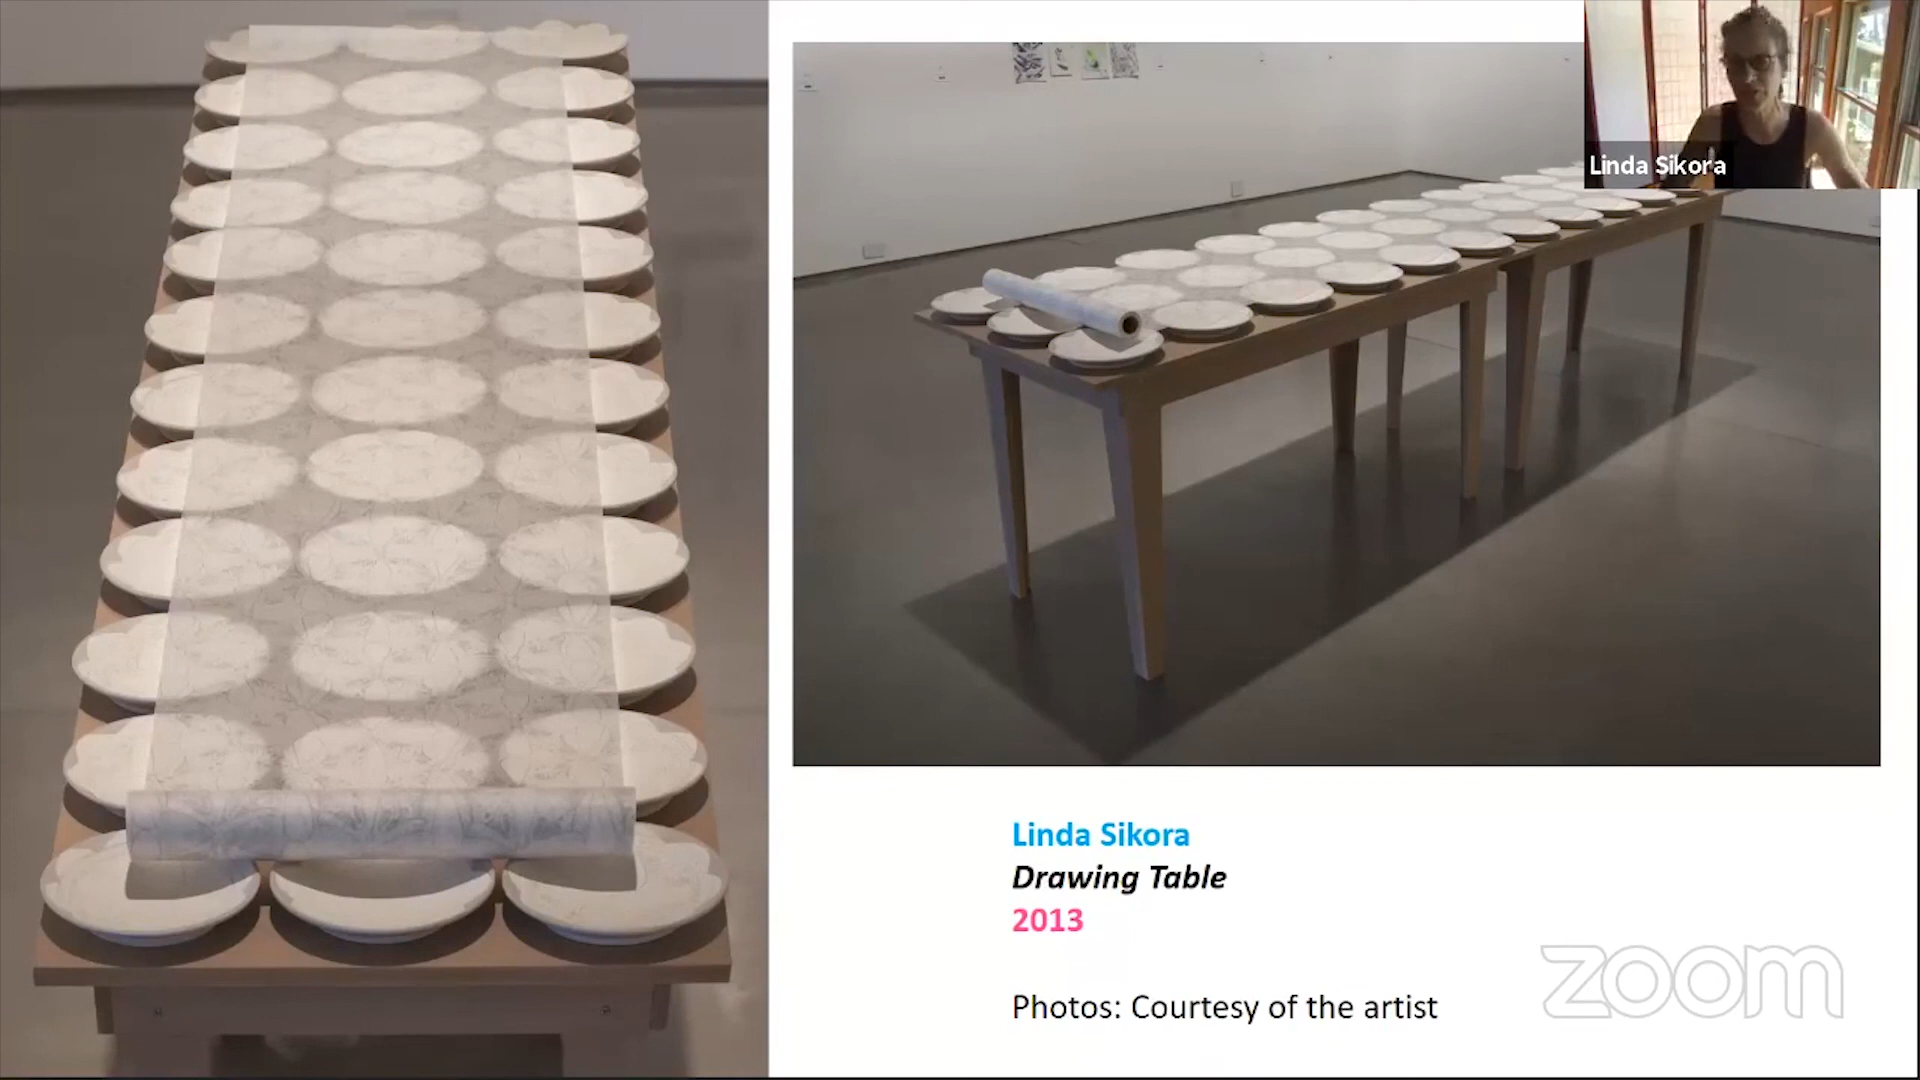 Linda Sikora
Linda Sikora
Drawing Table
2013
Photos: Courtesy of the artist
zoom